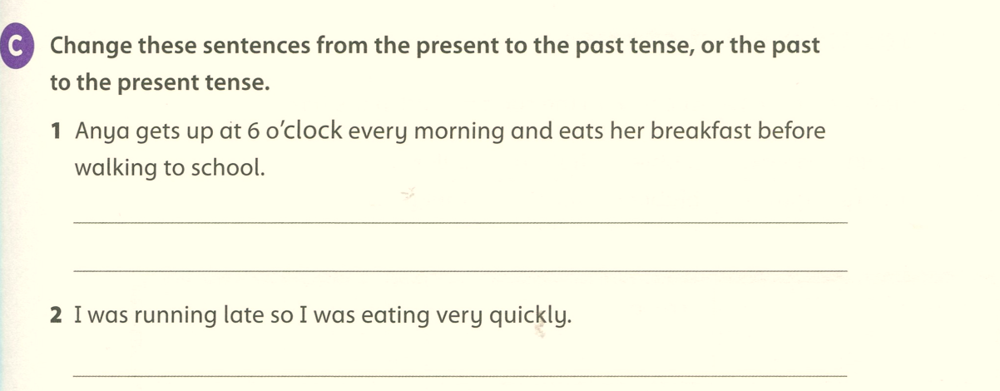 C Change these sentences from the present to the past tense, or the past
to the present tense.
1 Anya gets up at 6 o’clock every morning and eats her breakfast before
walking to school.
2 I was running late so I was eating very quickly.